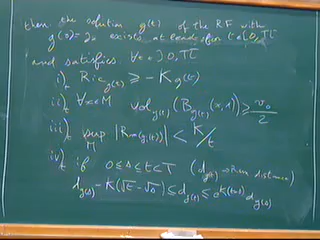 then the solution g(t) of the RF with
g(0)=g₀ exists at least for t∈[0,T[
and satisfies, ∀t∈]0,T[
i) Ric_{g(t)} ≥ -K g(t)
ii) ∀x∈M vol_{g(t)}(B_{g(t)}(x,1)) ≥ v₀/2
iii) sup_M |Rm(g(t))| < K/t
iv) if 0≤s≤t<T (d_{g(t)} = Riem distance)
d_{g(s)} - K(√t - √s) ≤ d_{g(t)} ≤ e^{K(t-s)} d_{g(s)}